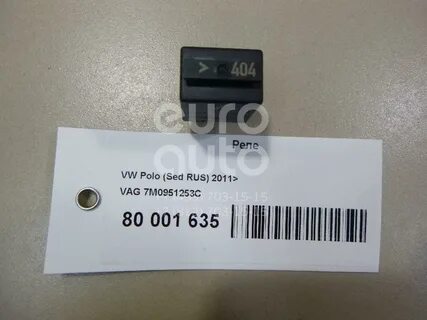 > 404
euro
auto
Реле
VW Polo (Sed RUS) 2011>
VAG 7M0951253C
80 001 635